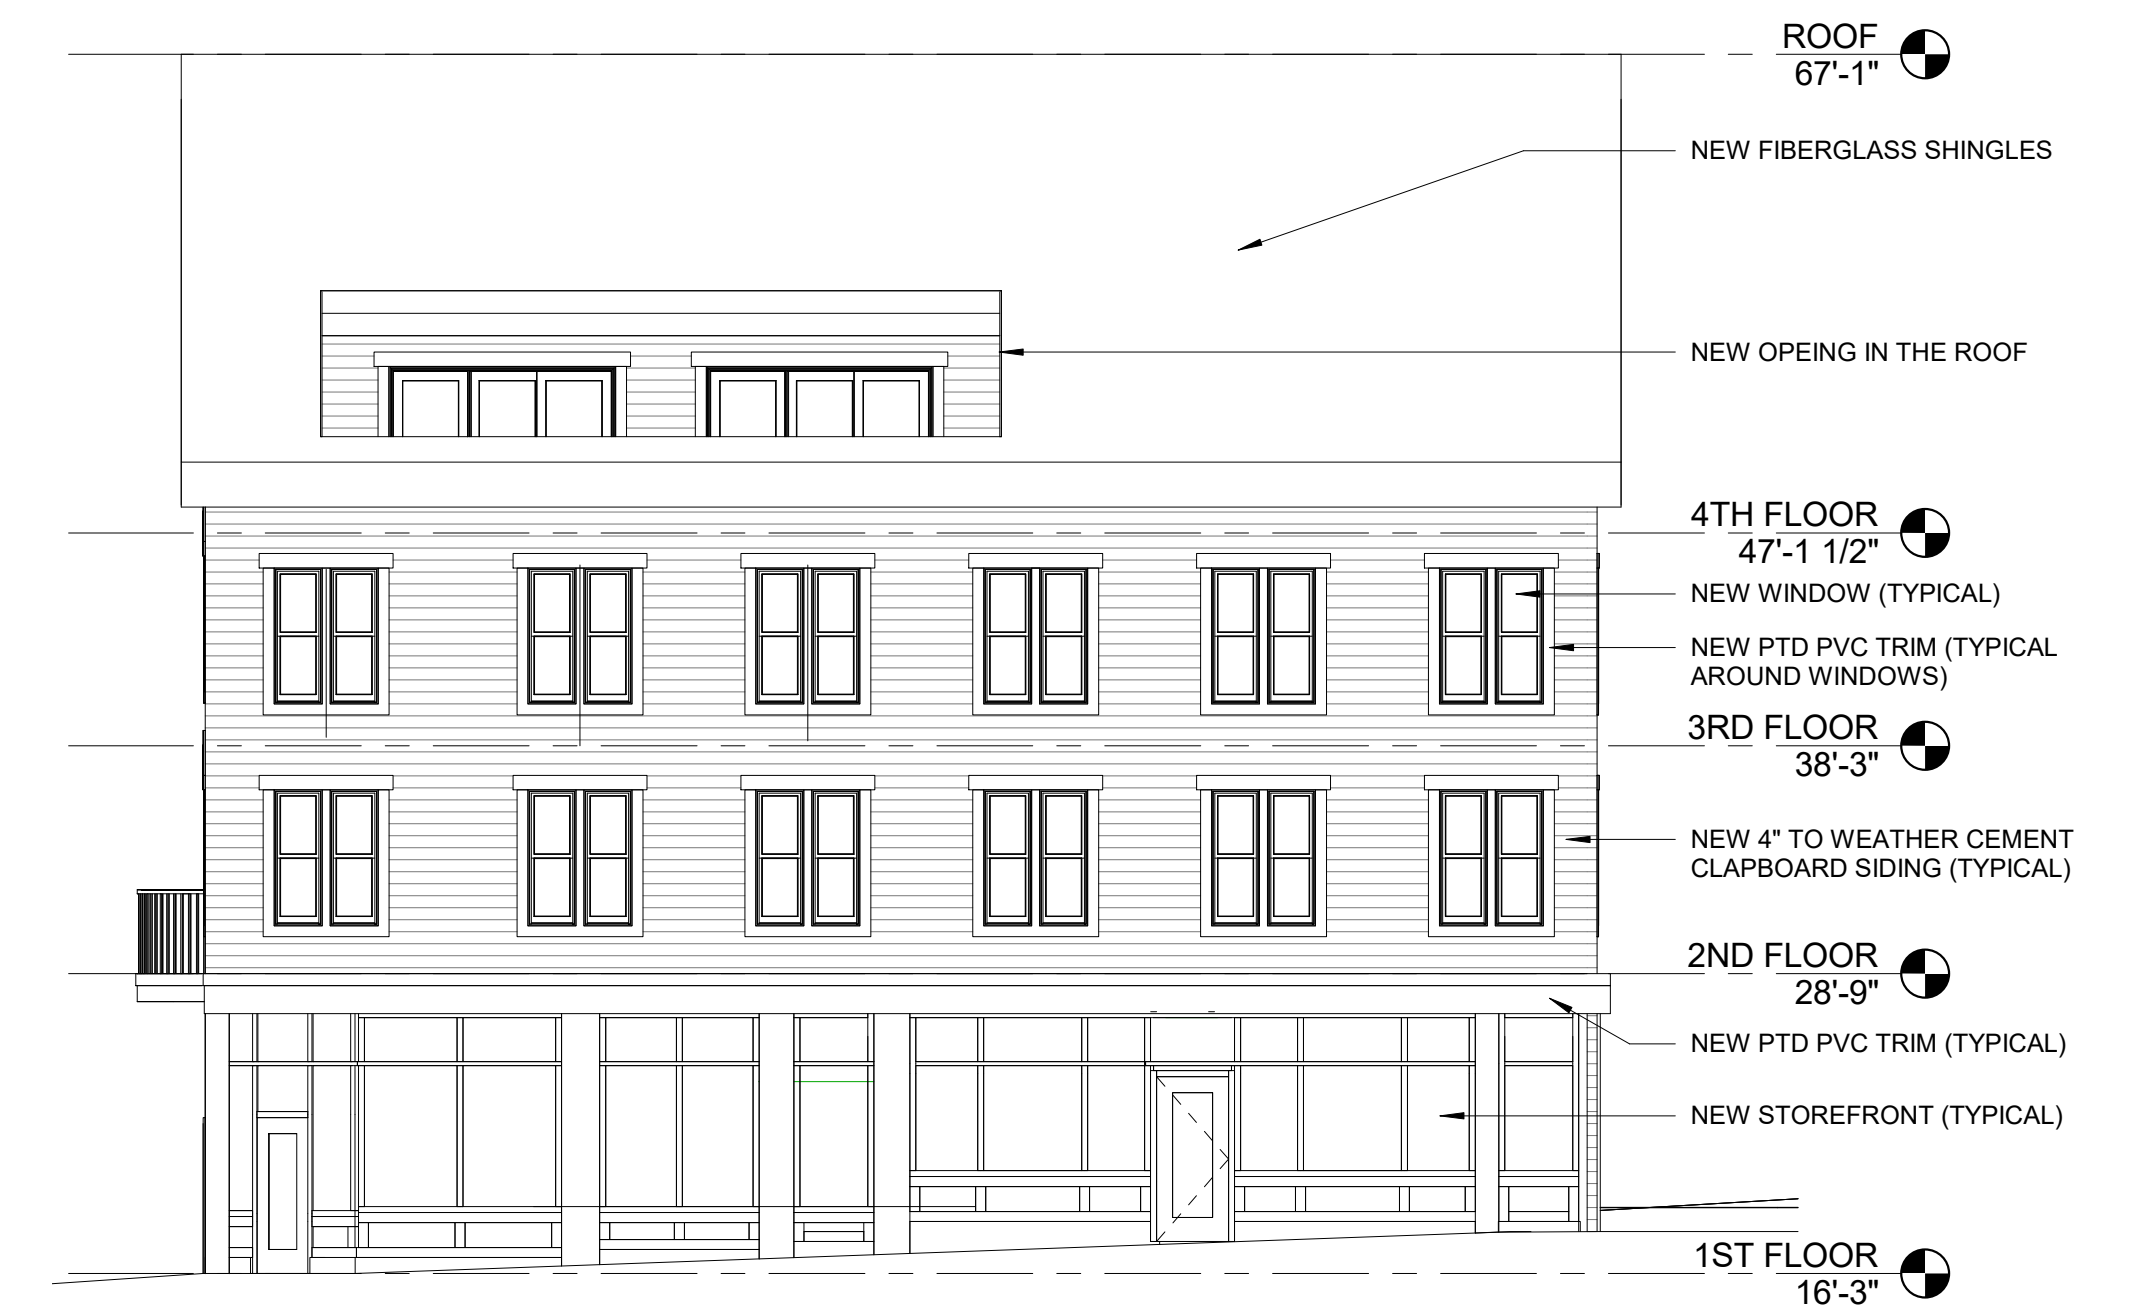 ROOF
67'-1"
NEW FIBERGLASS SHINGLES
NEW OPEING IN THE ROOF
4TH FLOOR
47'-1 1/2"
NEW WINDOW (TYPICAL)
NEW PTD PVC TRIM (TYPICAL
AROUND WINDOWS)
3RD FLOOR
38'-3"
NEW 4" TO WEATHER CEMENT
CLAPBOARD SIDING (TYPICAL)
2ND FLOOR
28'-9"
NEW PTD PVC TRIM (TYPICAL)
NEW STOREFRONT (TYPICAL)
1ST FLOOR
16'-3"